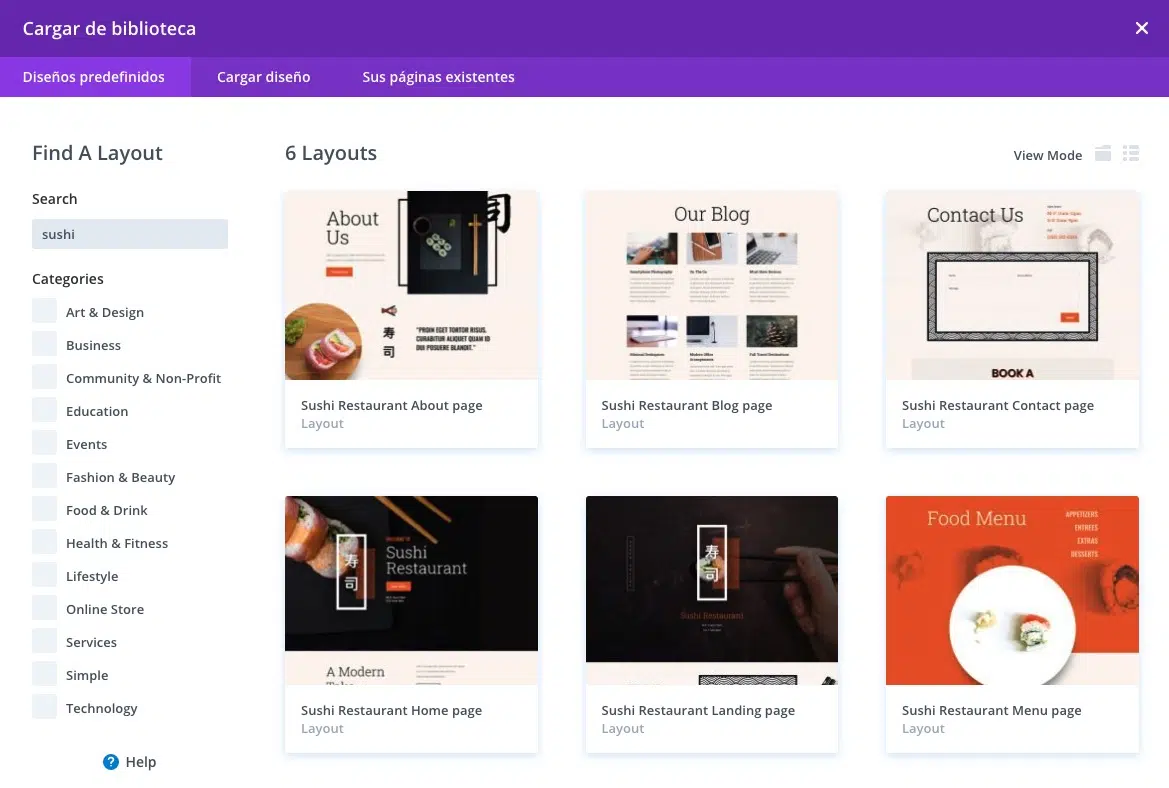 Cargar de biblioteca
Diseños predefinidos
Cargar diseño
Sus páginas existentes
Find A Layout
Search
sushi
Categories
Art & Design
Business
Community & Non-Profit
Education
Events
Fashion & Beauty
Food & Drink
Health & Fitness
Lifestyle
Online Store
Services
Simple
Technology
? Help
6 Layouts
View Mode
About
Us
寿
司
"PROIN EGET TORTOR RISUS,
CURABITUR ALIQUET QUAM ID
DUI POSUERE BLANDIT."
司
Sushi Restaurant About page
Layout
Our Blog
Sushi Restaurant Blog page
Layout
Contact Us
BOOK A
Sushi Restaurant Contact page
Layout
寿
司
Sushi
Restaurant
A Modern
Sushi Restaurant Home page
Layout
寿
司
Sushi Restaurant
Sushi Restaurant Landing page
Layout
Food Menu
APPETIZERS
ENTREES
EXTRAS
DESSERTS
Sushi Restaurant Menu page
Layout